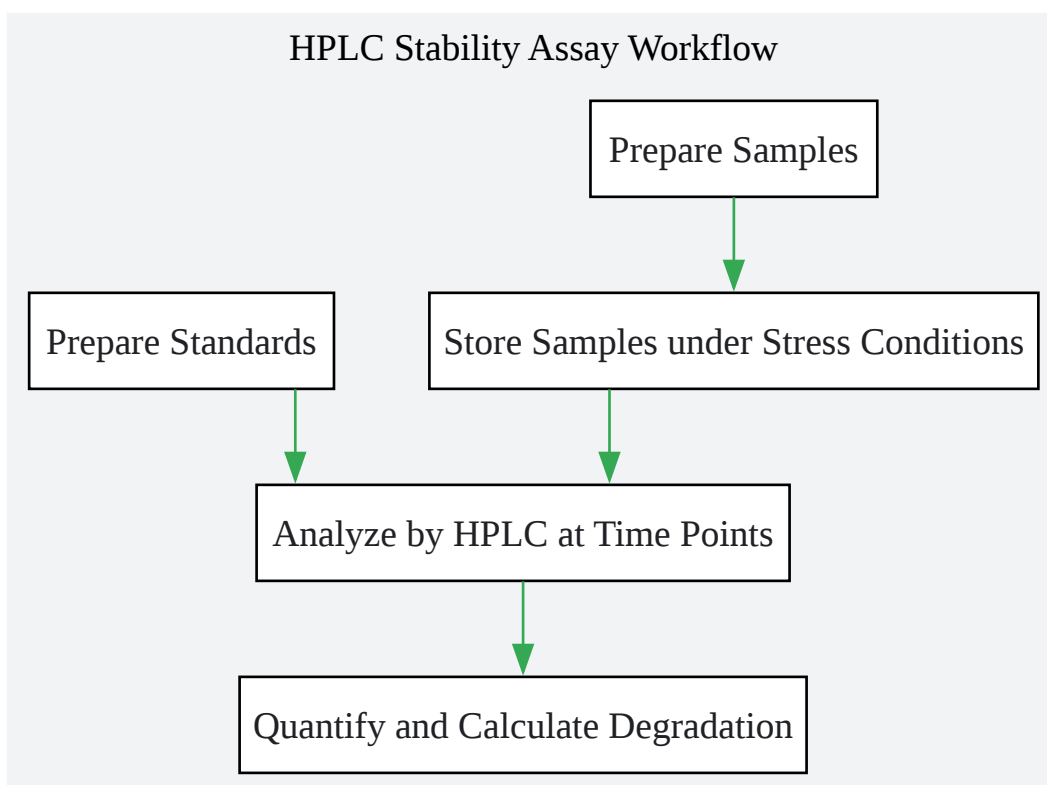 HPLC Stability Assay Workflow
Prepare Samples
Prepare Standards
Store Samples under Stress Conditions
Analyze by HPLC at Time Points
Quantify and Calculate Degradation